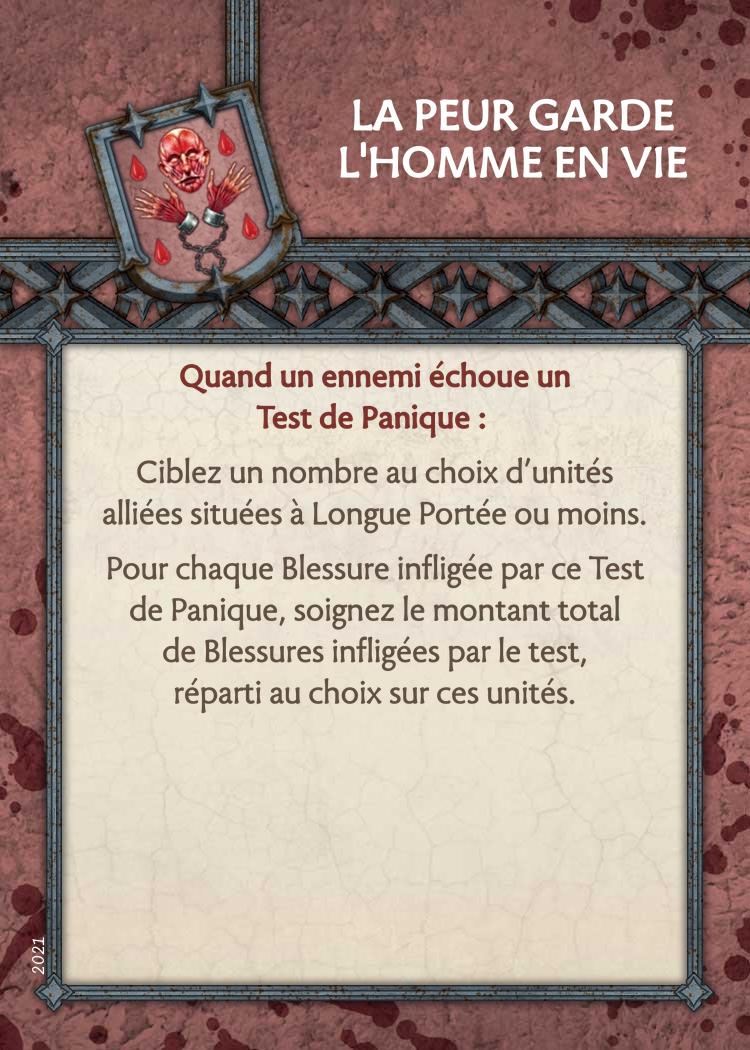 LA PEUR GARDE
L'HOMME EN VIE
Quand un ennemi échoue un
Test de Panique :
Ciblez un nombre au choix d’unités
alliées situées à Longue Portée ou moins.
Pour chaque Blessure infligée par ce Test
de Panique, soignez le montant total
de Blessures infligées par le test,
réparti au choix sur ces unités.
2021